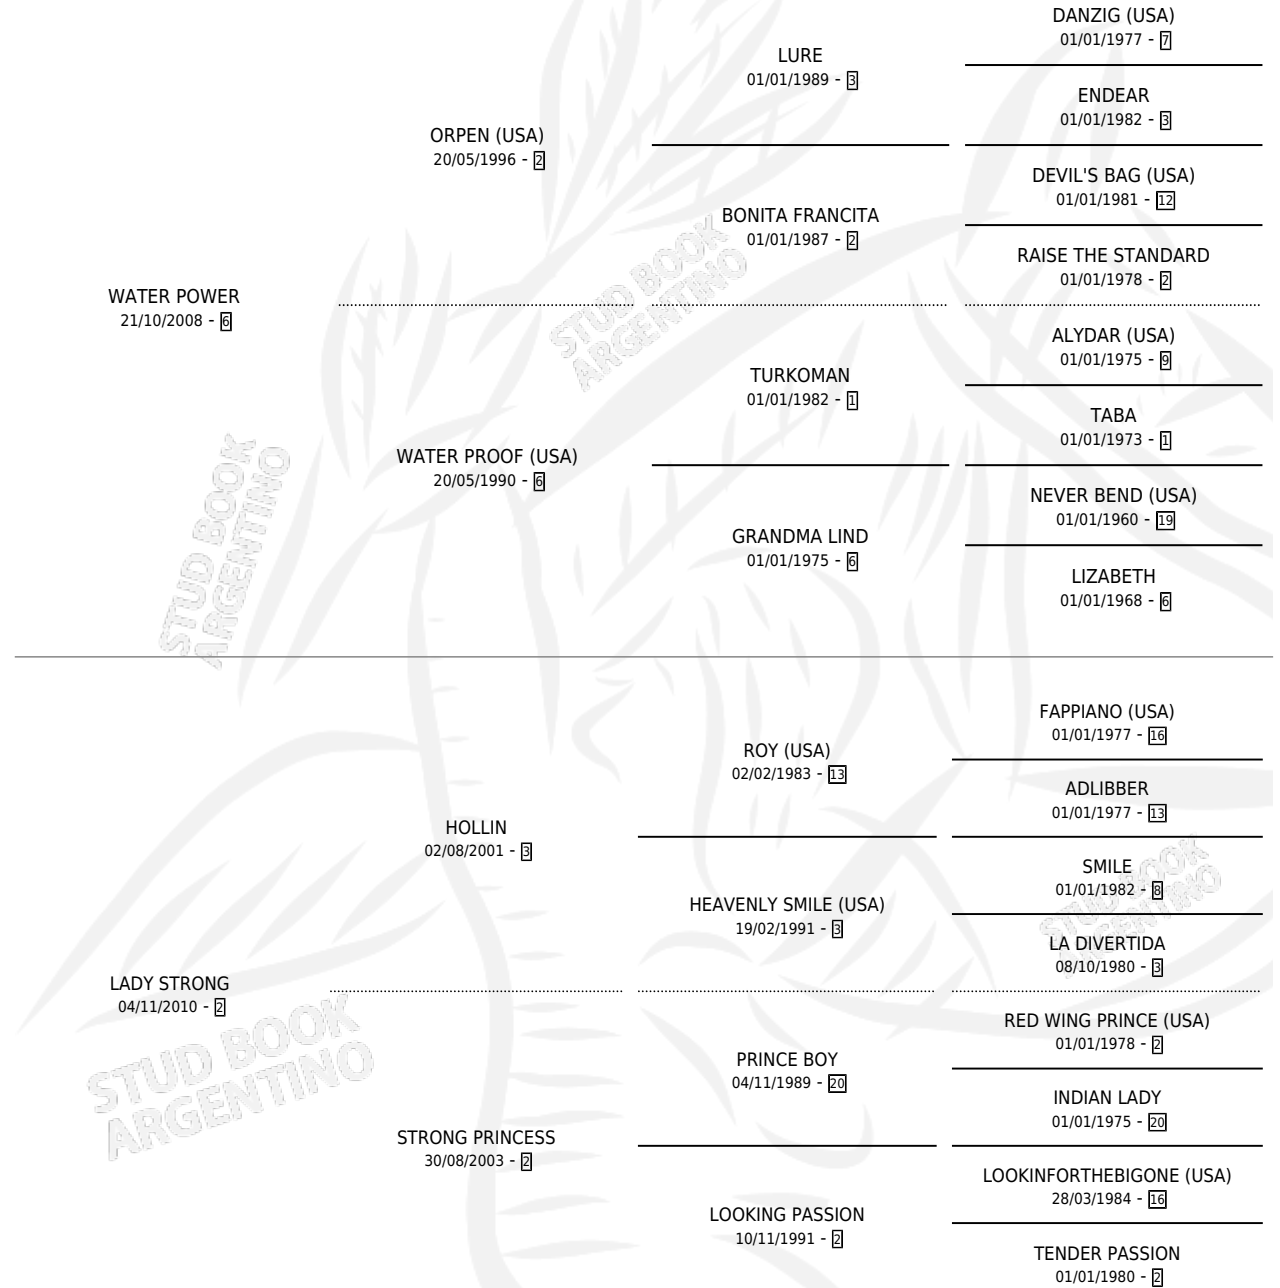 DANZIG (USA)
01/01/1977 - 7
LURE
01/01/1989 - 3
ENDEAR
01/01/1982 - 3
ORPEN (USA)
20/05/1996 - 2
DEVIL'S BAG (USA)
01/01/1981 - 12
BONITA FRANCITA
01/01/1987 - 2
RAISE THE STANDARD
01/01/1978 - 2
WATER POWER
21/10/2008 - 6
ALYDAR (USA)
01/01/1975 - 9
TURKOMAN
01/01/1982 - 1
TABA
01/01/1973 - 1
WATER PROOF (USA)
20/05/1990 - 6
NEVER BEND (USA)
01/01/1960 - 19
GRANDMA LIND
01/01/1975 - 6
LIZABETH
01/01/1968 - 6
FAPPIANO (USA)
01/01/1977 - 16
ROY (USA)
02/02/1983 - 13
ADLIBBER
01/01/1977 - 13
HOLLIN
02/08/2001 - 3
SMILE
01/01/1982 - 8
HEAVENLY SMILE (USA)
19/02/1991 - 3
LA DIVERTIDA
08/10/1980 - 3
LADY STRONG
04/11/2010 - 2
RED WING PRINCE (USA)
01/01/1978 - 2
PRINCE BOY
04/11/1989 - 20
INDIAN LADY
01/01/1975 - 20
STRONG PRINCESS
30/08/2003 - 2
LOOKINFORTHEBIGONE (USA)
28/03/1984 - 16
LOOKING PASSION
10/11/1991 - 2
TENDER PASSION
01/01/1980 - 2
STUD BOOK
ARGENTINO
STUD BOOK
ARGENTINO
STUD BOOK
ARGENTINO
STUD BOOK
ARGENTINO